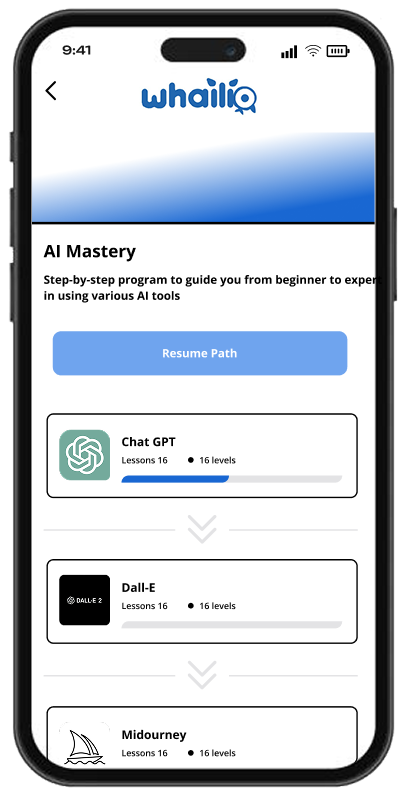 9:41
whailio
AI Mastery
Step-by-step program to guide you from beginner to expert
in using various AI tools
Resume Path
Chat GPT
Lessons 16 ● 16 levels
DALL·E 2
Dall-E
Lessons 16 ● 16 levels
Midourney
Lessons 16 ● 16 levels